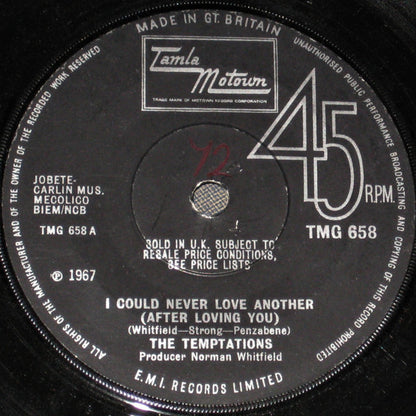 MADE IN GT. BRITAIN
UNAUTHORISED PUBLIC PERFORMANCE BROADCASTING AND COPYING OF THIS RECORD PROHIBITED
ALL RIGHTS OF THE MANUFACTURER AND OF THE OWNER OF THE RECORDED WORK RESERVED
Tamla
Motown
TRADE MARK OF MOTOWN RECORD CORPORATION
45
R.P.M.
'72
JOBETE-
CARLIN MUS.
MECOLICO
BIEM/NCB
TMG 658 A
TMG 658
SOLD IN U.K. SUBJECT TO
RESALE PRICE CONDITIONS,
SEE PRICE LISTS
℗ 1967
I COULD NEVER LOVE ANOTHER
(AFTER LOVING YOU)
(Whitfield—Strong—Penzabene)
THE TEMPTATIONS
Producer Norman Whitfield
E.M.I. RECORDS LIMITED